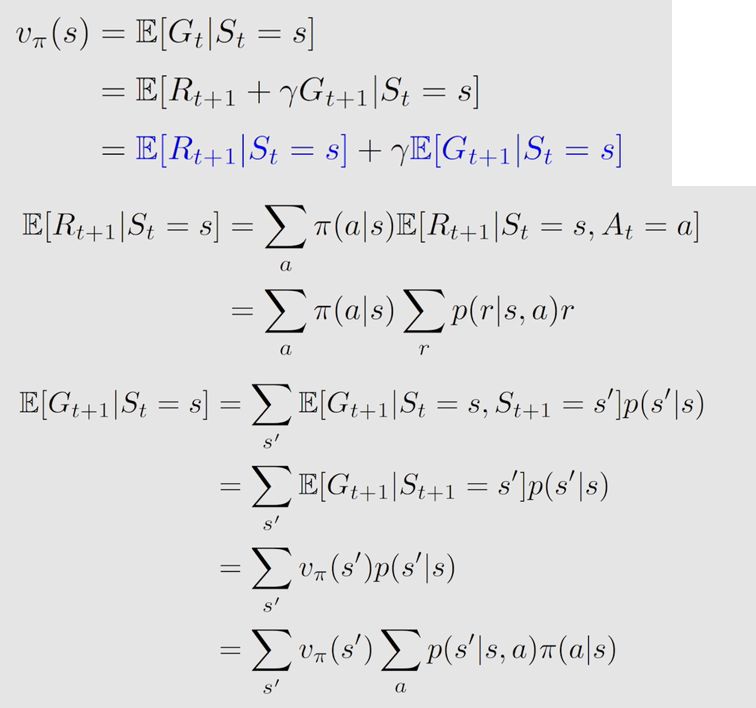 v_π(s) = 𝔼[G_t|S_t = s]
= 𝔼[R_{t+1} + γG_{t+1}|S_t = s]
= 𝔼[R_{t+1}|S_t = s] + γ𝔼[G_{t+1}|S_t = s]
𝔼[R_{t+1}|S_t = s] = ∑_a π(a|s)𝔼[R_{t+1}|S_t = s, A_t = a]
= ∑_a π(a|s) ∑_r p(r|s, a)r
𝔼[G_{t+1}|S_t = s] = ∑_{s′} 𝔼[G_{t+1}|S_t = s, S_{t+1} = s′]p(s′|s)
= ∑_{s′} 𝔼[G_{t+1}|S_{t+1} = s′]p(s′|s)
= ∑_{s′} v_π(s′)p(s′|s)
= ∑_{s′} v_π(s′) ∑_a p(s′|s, a)π(a|s)